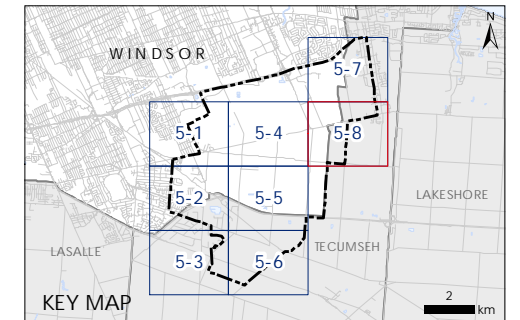 N
WINDSOR
5-7
5-1
5-4
5-8
5-2
5-5
LAKESHORE
LASALLE
5-3
5-6
TECUMSEH
KEY MAP
2
km